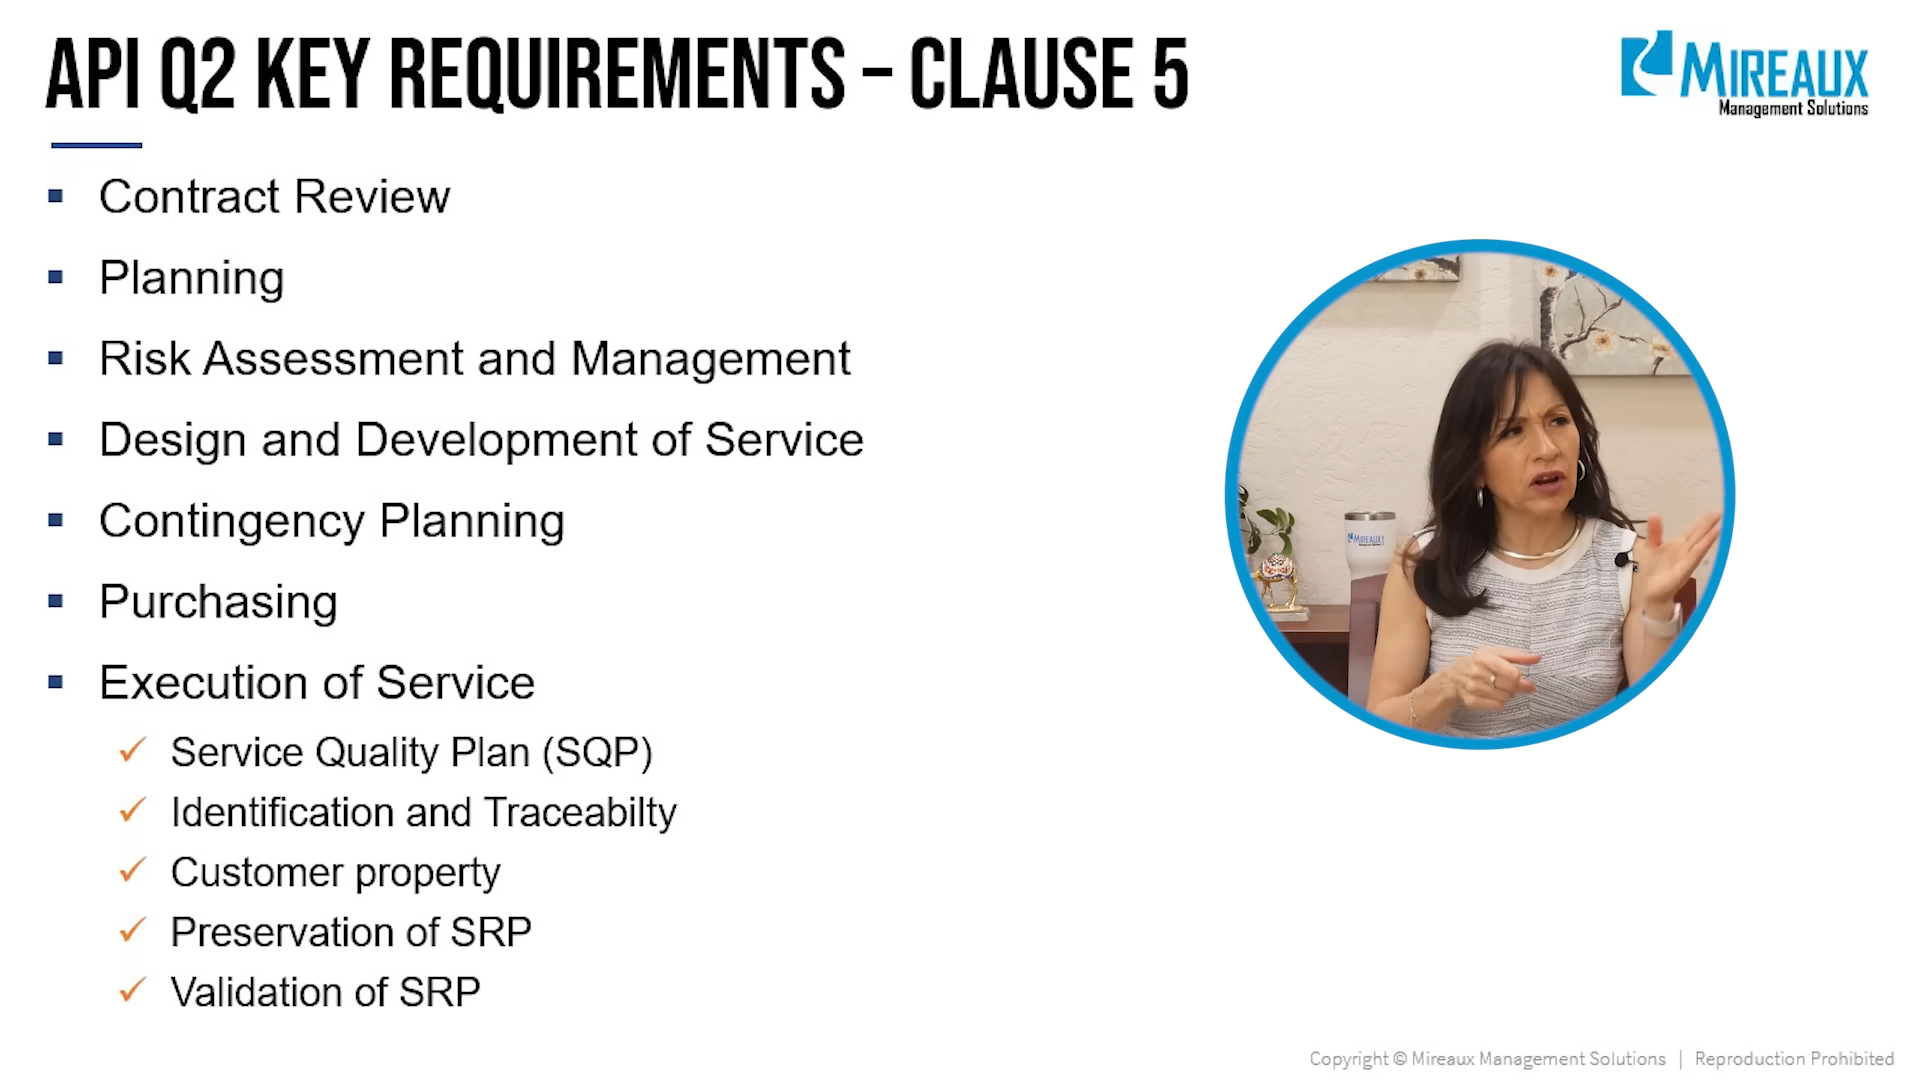 API Q2 KEY REQUIREMENTS – CLAUSE 5
MIREAUX
Management Solutions
Contract Review
Planning
Risk Assessment and Management
Design and Development of Service
Contingency Planning
Purchasing
Execution of Service
Service Quality Plan (SQP)
Identification and Traceabilty
Customer property
Preservation of SRP
Validation of SRP
MIREAUX
Copyright © Mireaux Management Solutions | Reproduction Prohibited